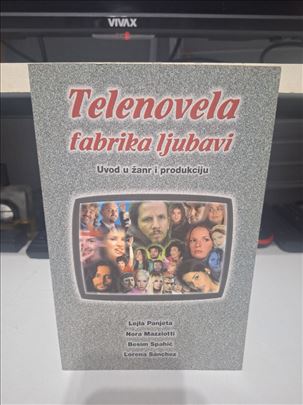 VIVAX
Telenovela
fabrika ljubavi
Uvod u žanr i produkciju
Lejla Panjeta
Nora Mazziotti
Besim Spahić
Lorena Sánchez